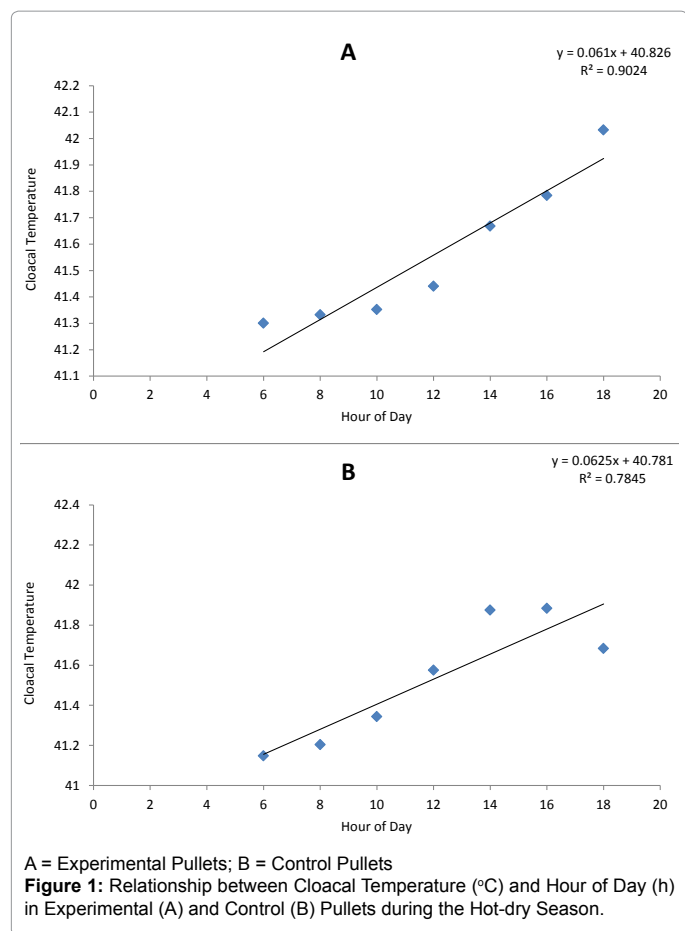 A
y = 0.061x + 40.826
R² = 0.9024
42.2
42.1
42
41.9
41.8
41.7
41.6
41.5
41.4
41.3
41.2
41.1
Cloacal Temperature
0 2 4 6 8 10 12 14 16 18 20
Hour of Day
B
y = 0.0625x + 40.781
R² = 0.7845
42.4
42.2
42
41.8
41.6
41.4
41.2
41
Cloacal Temperature
0 2 4 6 8 10 12 14 16 18 20
Hour of Day
A = Experimental Pullets; B = Control Pullets
Figure 1: Relationship between Cloacal Temperature (°C) and Hour of Day (h)
in Experimental (A) and Control (B) Pullets during the Hot-dry Season.